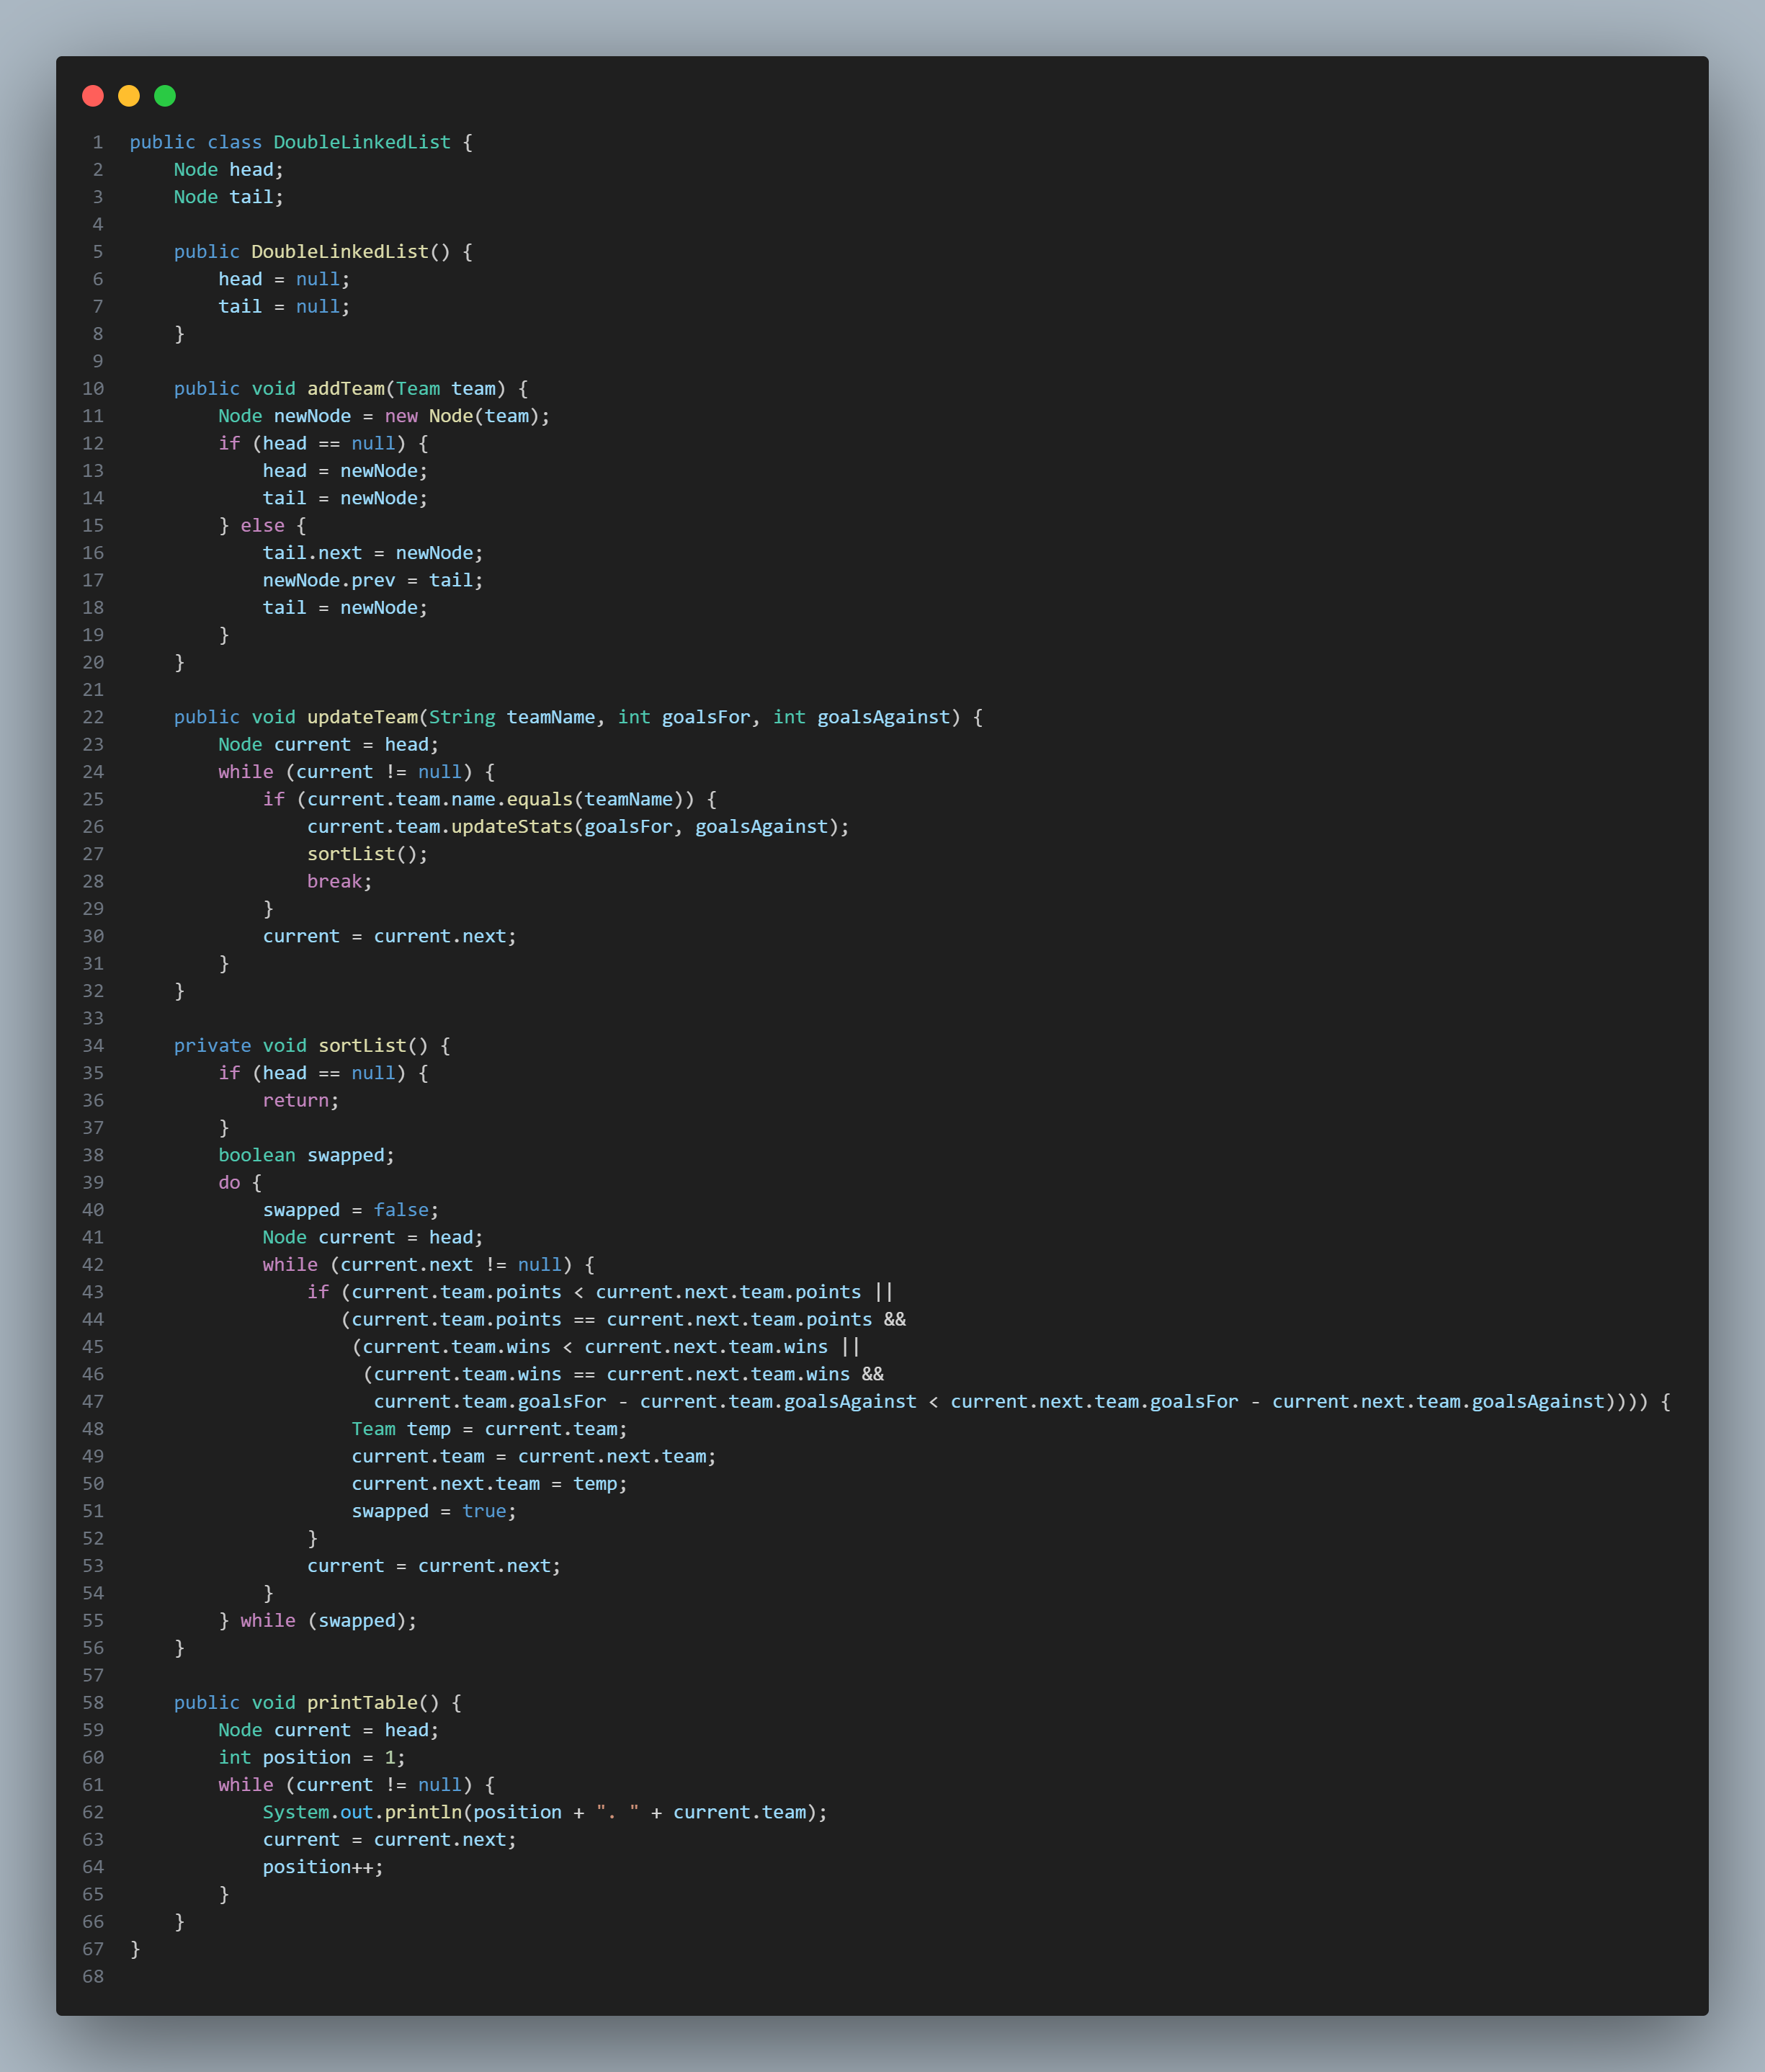 1 public class DoubleLinkedList {
2     Node head;
3     Node tail;
4
5     public DoubleLinkedList() {
6         head = null;
7         tail = null;
8     }
9
10     public void addTeam(Team team) {
11         Node newNode = new Node(team);
12         if (head == null) {
13             head = newNode;
14             tail = newNode;
15         } else {
16             tail.next = newNode;
17             newNode.prev = tail;
18             tail = newNode;
19         }
20     }
21
22     public void updateTeam(String teamName, int goalsFor, int goalsAgainst) {
23         Node current = head;
24         while (current != null) {
25             if (current.team.name.equals(teamName)) {
26                 current.team.updateStats(goalsFor, goalsAgainst);
27                 sortList();
28                 break;
29             }
30             current = current.next;
31         }
32     }
33
34     private void sortList() {
35         if (head == null) {
36             return;
37         }
38         boolean swapped;
39         do {
40             swapped = false;
41             Node current = head;
42             while (current.next != null) {
43                 if (current.team.points < current.next.team.points ||
44                    (current.team.points == current.next.team.points &&
45                     (current.team.wins < current.next.team.wins ||
46                      (current.team.wins == current.next.team.wins &&
47                       current.team.goalsFor - current.team.goalsAgainst < current.next.team.goalsFor - current.next.team.goalsAgainst)))) {
48                     Team temp = current.team;
49                     current.team = current.next.team;
50                     current.next.team = temp;
51                     swapped = true;
52                 }
53                 current = current.next;
54             }
55         } while (swapped);
56     }
57
58     public void printTable() {
59         Node current = head;
60         int position = 1;
61         while (current != null) {
62             System.out.println(position + ". " + current.team);
63             current = current.next;
64             position++;
65         }
66     }
67 }
68